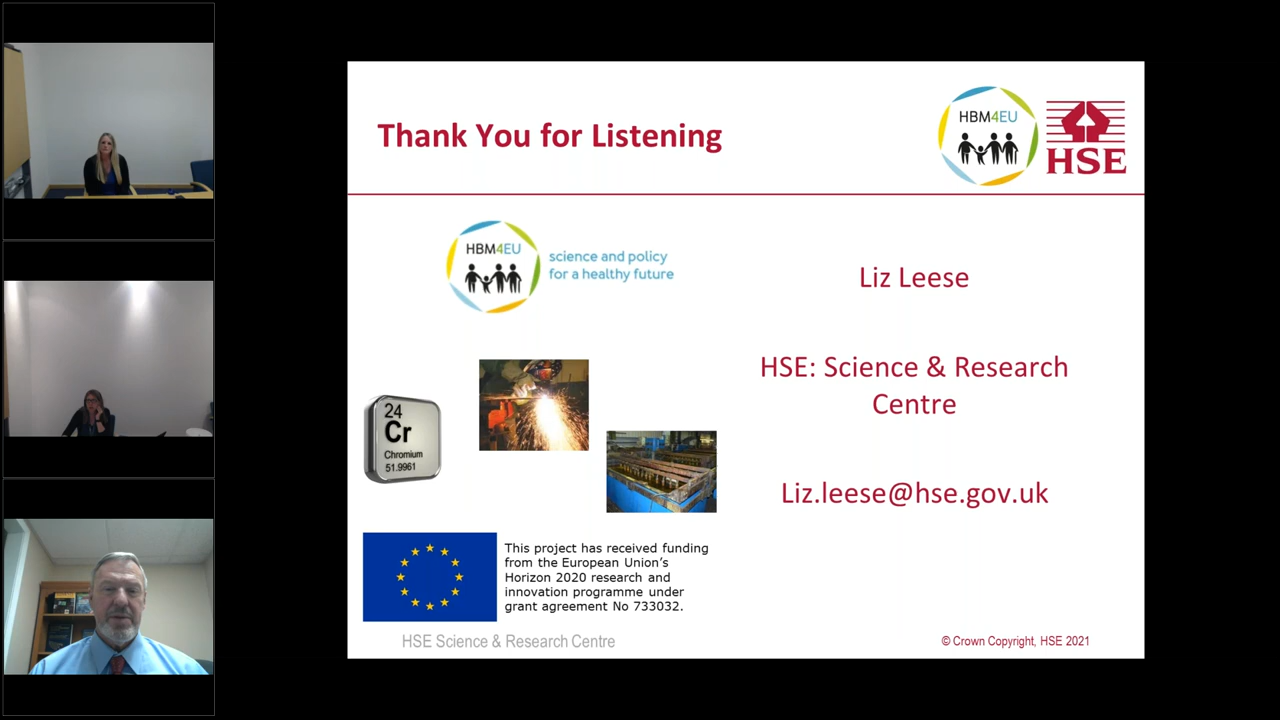 Thank You for Listening
HBM4EU
HSE
HBM4EU
science and policy
for a healthy future
Liz Leese
HSE: Science & Research
Centre
24
Cr
Chromium
51.9961
Liz.leese@hse.gov.uk
This project has received funding
from the European Union's
Horizon 2020 research and
innovation programme under
grant agreement No 733032.
HSE Science & Research Centre
© Crown Copyright, HSE 2021